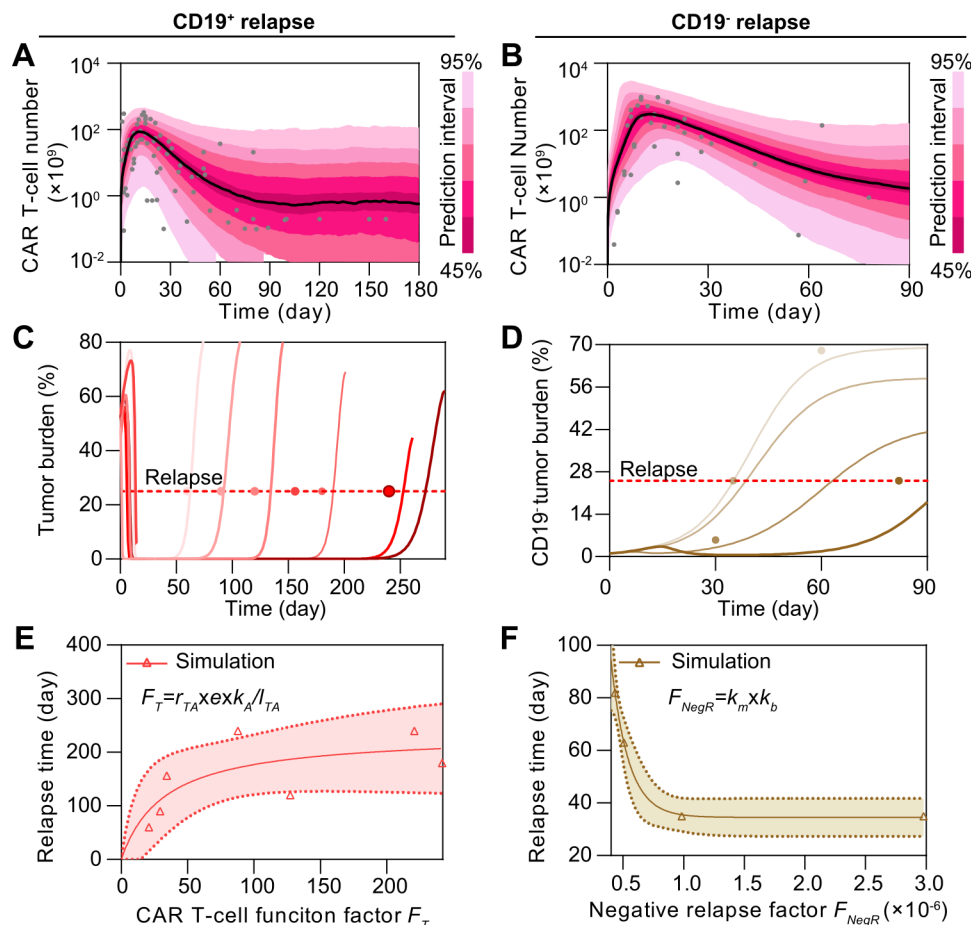 CD19⁺ relapse
CD19⁻ relapse
A
CAR T-cell number
(×10⁹)
10⁴
10²
10⁰
10⁻²
0 30 60 90 120 150 180
Time (day)
95%
Prediction interval
45%
B
CAR T-cell Number
(×10⁹)
10⁴
10²
10⁰
10⁻²
0 30 60 90
Time (day)
95%
Prediction interval
45%
C
Tumor burden (%)
80
60
40
20
0
Relapse
0 50 100 150 200 250
Time (day)
D
CD19⁻tumor burden (%)
70
56
42
28
14
0
Relapse
0 30 60 90
Time (day)
E
Relapse time (day)
400
300
200
100
0
Simulation
F_T=r_TA×e×k_A/l_TA
0 50 100 150 200
CAR T-cell funciton factor F_T
F
Relapse time (day)
100
80
60
40
20
Simulation
F_NegR=k_m×k_b
0.5 1.0 1.5 2.0 2.5 3.0
Negative relapse factor F_NegR (×10⁻⁶)